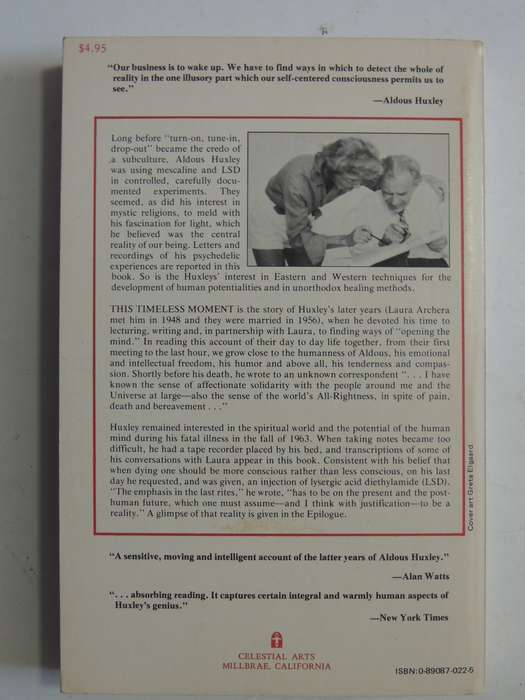 $4.95
“Our business is to wake up. We have to find ways in which to detect the whole of
reality in the one illusory part which our self-centered consciousness permits us to
see.”
—Aldous Huxley
Long before “turn-on, tune-in,
drop-out” became the credo of
a subculture, Aldous Huxley
was using mescaline and LSD
in controlled, carefully docu-
mented experiments. They
seemed, as did his interest in
mystic religions, to meld with
his fascination for light, which
he believed was the central
reality of our being. Letters and
recordings of his psychedelic
experiences are reported in this
book. So is the Huxleys’ interest in Eastern and Western techniques for the
development of human potentialities and in unorthodox healing methods.
THIS TIMELESS MOMENT is the story of Huxley’s later years (Laura Archera
met him in 1948 and they were married in 1956), when he devoted his time to
lecturing, writing and, in partnership with Laura, to finding ways of “opening the
mind.” In reading this account of their day to day life together, from their first
meeting to the last hour, we grow close to the humanness of Aldous, his emotional
and intellectual freedom, his humor and above all, his tenderness and compas-
sion. Shortly before his death, he wrote to an unknown correspondent “. . . I have
known the sense of affectionate solidarity with the people around me and the
Universe at large—also the sense of the world’s All-Rightness, in spite of pain,
death and bereavement . . .”
Huxley remained interested in the spiritual world and the potential of the human
mind during his fatal illness in the fall of 1963. When taking notes became too
difficult, he had a tape recorder placed by his bed, and transcriptions of some of
his conversations with Laura appear in this book. Consistent with his belief that
when dying one should be more conscious rather than less conscious, on his last
day he requested, and was given, an injection of lysergic acid diethylamide (LSD).
“The emphasis in the last rites,” he wrote, “has to be on the present and the post-
human future, which one must assume—and I think with justification—to be a
reality.” A glimpse of that reality is given in the Epilogue.
Cover art Greta Elgaard
“A sensitive, moving and intelligent account of the latter years of Aldous Huxley.”
—Alan Watts
“. . . absorbing reading. It captures certain integral and warmly human aspects of
Huxley’s genius.”
—New York Times
CELESTIAL ARTS
MILLBRAE, CALIFORNIA
ISBN: 0-89087-022-5